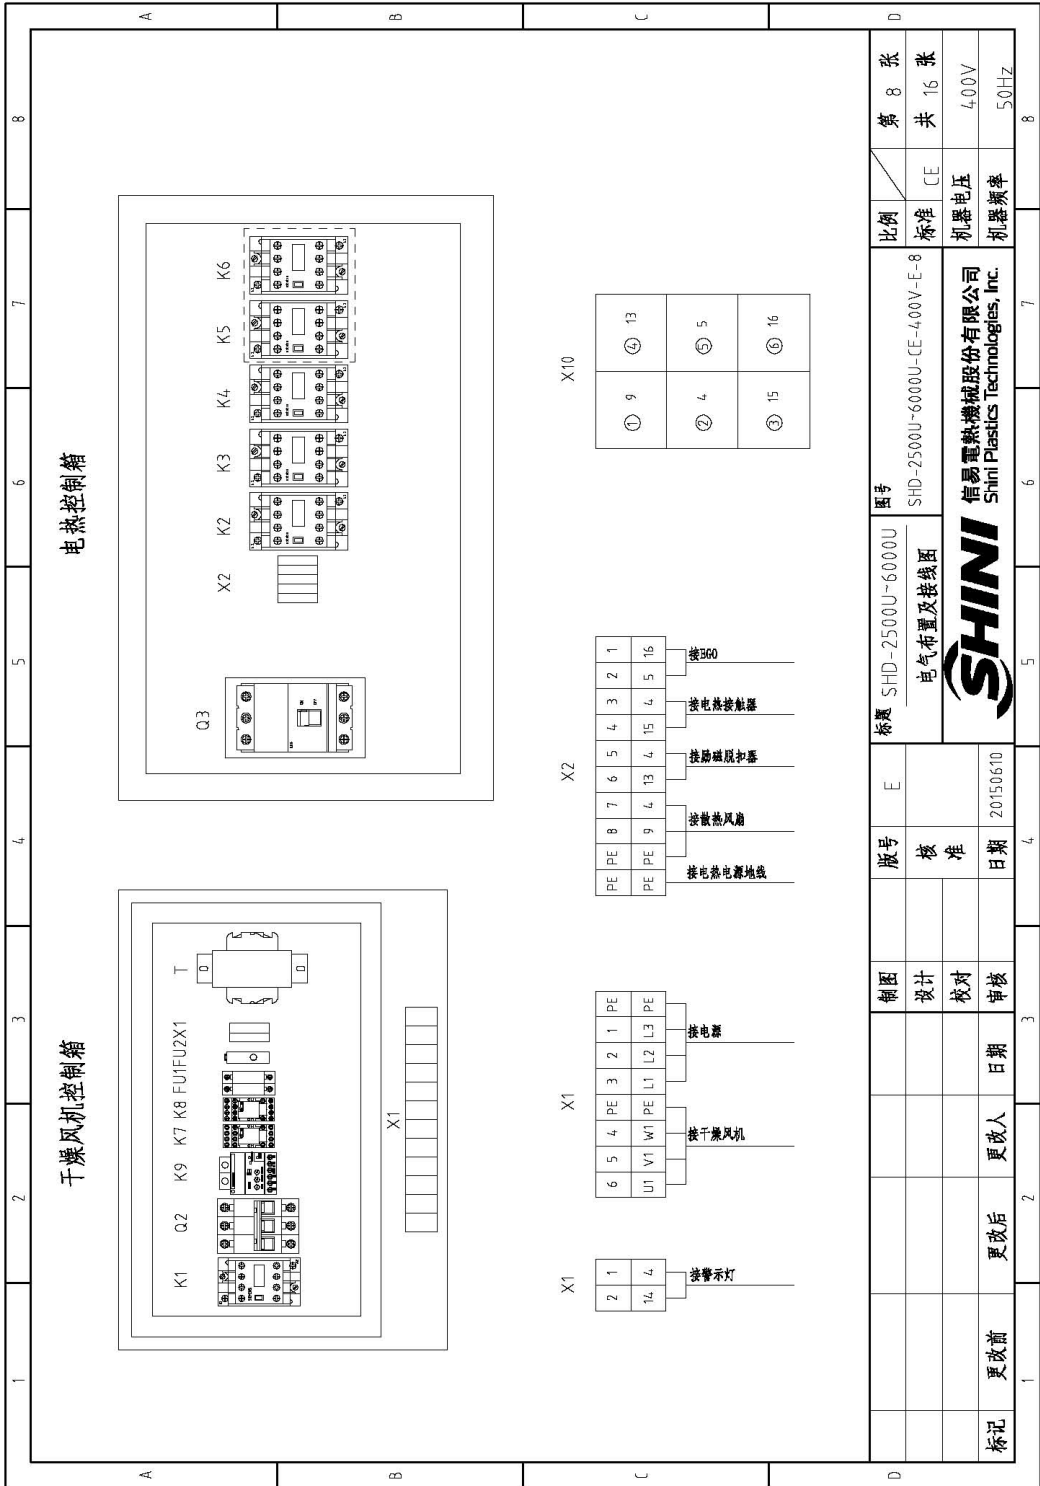 1 2 3 4 5 6 7 8
A
B
C
D
干燥风机控制箱
K1 Q2 K9 K7 K8 FU1FU2X1 T
X1
电热控制箱
Q3 X2 K2 K3 K4 K5 K6
X1
2 1
14 4
接警示灯
X1
6 5 4 PE 3 2 1 PE
U1 V1 W1 PE L1 L2 L3 PE
接干燥风机
接电源
X2
PE PE 8 7 6 5 4 3 2 1
PE PE 9 4 13 4 15 4 5 16
接电热电源地线
接散热风扇
接励磁脱扣器
接电热接触器
接EGO
X10
① 9 ④ 13
② 4 ⑤ 5
③ 15 ⑥ 16
标记 更改前 更改后 更改人 日期
制图
设计
校对
审核
版号 E
核准
日期 20150610
标题 SHD-2500U~6000U
电气布置及接线图
图号
SHD-2500U~6000U-CE-400V-E-8
SHINI
信易電熱機械股份有限公司
Shini Plastics Technologies, Inc.
比例 第 8 张
标准 CE 共 16 张
机器电压 400V
机器频率 50Hz
A
B
C
D
1 2 3 4 5 6 7 8